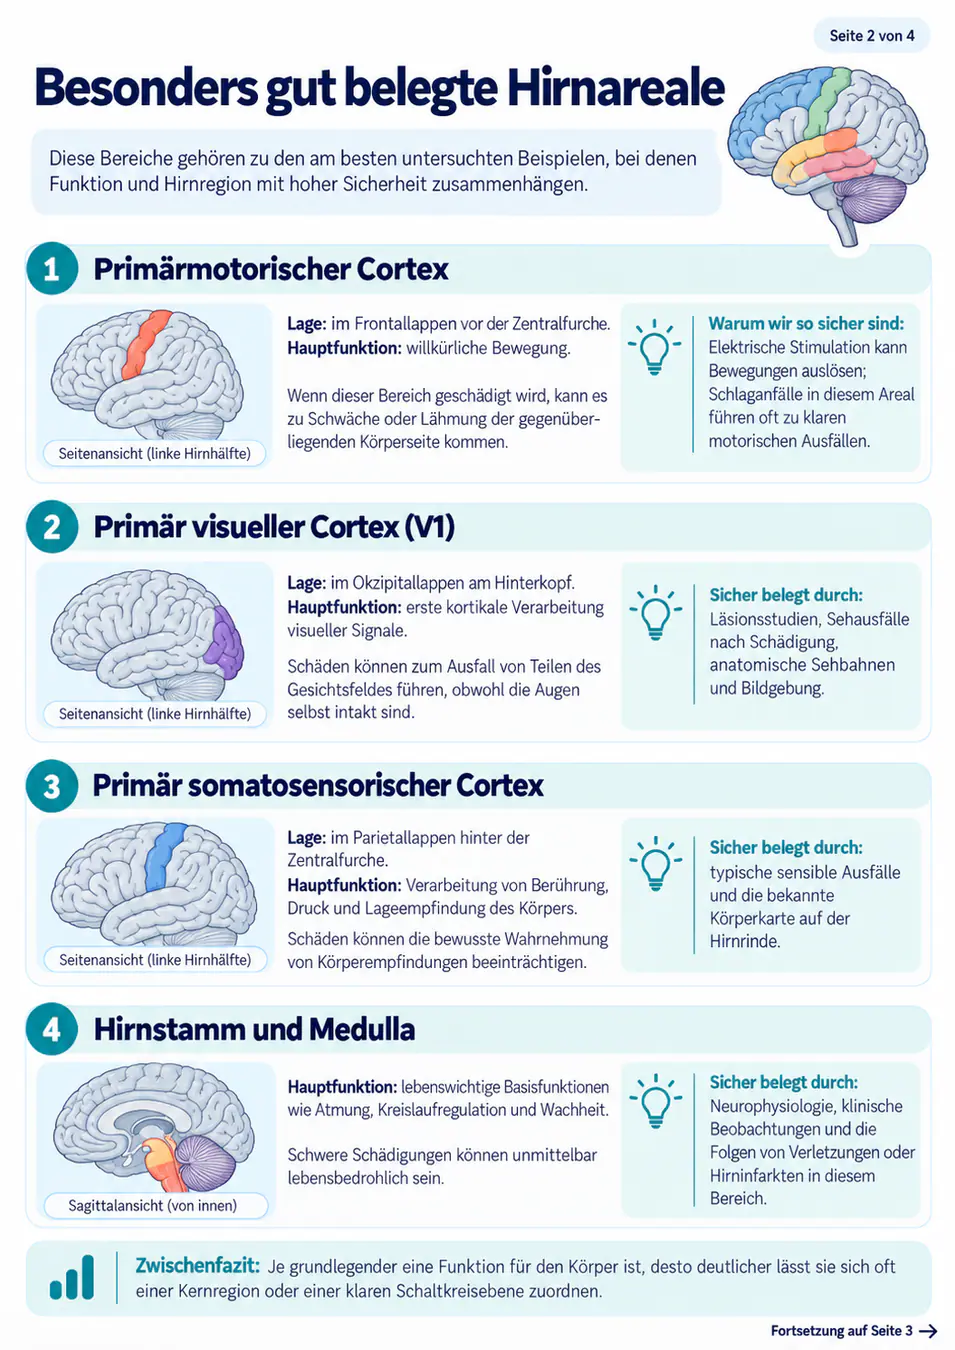 Seite 2 von 4
Besonders gut belegte Hirnareale
Diese Bereiche gehören zu den am besten untersuchten Beispielen, bei denen
Funktion und Hirnregion mit hoher Sicherheit zusammenhängen.
1 Primärmotorischer Cortex
Seitenansicht (linke Hirnhälfte)
Lage: im Frontallappen vor der Zentralfurche.
Hauptfunktion: willkürliche Bewegung.
Wenn dieser Bereich geschädigt wird, kann es
zu Schwäche oder Lähmung der gegenüber-
liegenden Körperseite kommen.
Warum wir so sicher sind:
Elektrische Stimulation kann
Bewegungen auslösen;
Schlaganfälle in diesem Areal
führen oft zu klaren
motorischen Ausfällen.
2 Primär visueller Cortex (V1)
Seitenansicht (linke Hirnhälfte)
Lage: im Okzipitallappen am Hinterkopf.
Hauptfunktion: erste kortikale Verarbeitung
visueller Signale.
Schäden können zum Ausfall von Teilen des
Gesichtsfeldes führen, obwohl die Augen
selbst intakt sind.
Sicher belegt durch:
Läsionsstudien, Sehausfälle
nach Schädigung,
anatomische Sehbahnen
und Bildgebung.
3 Primär somatosensorischer Cortex
Seitenansicht (linke Hirnhälfte)
Lage: im Parietallappen hinter der
Zentralfurche.
Hauptfunktion: Verarbeitung von Berührung,
Druck und Lageempfindung des Körpers.
Schäden können die bewusste Wahrnehmung
von Körperempfindungen beeinträchtigen.
Sicher belegt durch:
typische sensible Ausfälle
und die bekannte
Körperkarte auf der
Hirnrinde.
4 Hirnstamm und Medulla
Sagittalansicht (von innen)
Hauptfunktion: lebenswichtige Basisfunktionen
wie Atmung, Kreislaufregulation und Wachheit.
Schwere Schädigungen können unmittelbar
lebensbedrohlich sein.
Sicher belegt durch:
Neurophysiologie, klinische
Beobachtungen und die
Folgen von Verletzungen oder
Hirninfarkten in diesem
Bereich.
Zwischenfazit: Je grundlegender eine Funktion für den Körper ist, desto deutlicher lässt sie sich oft
einer Kernregion oder einer klaren Schaltkreisebene zuordnen.
Fortsetzung auf Seite 3 →